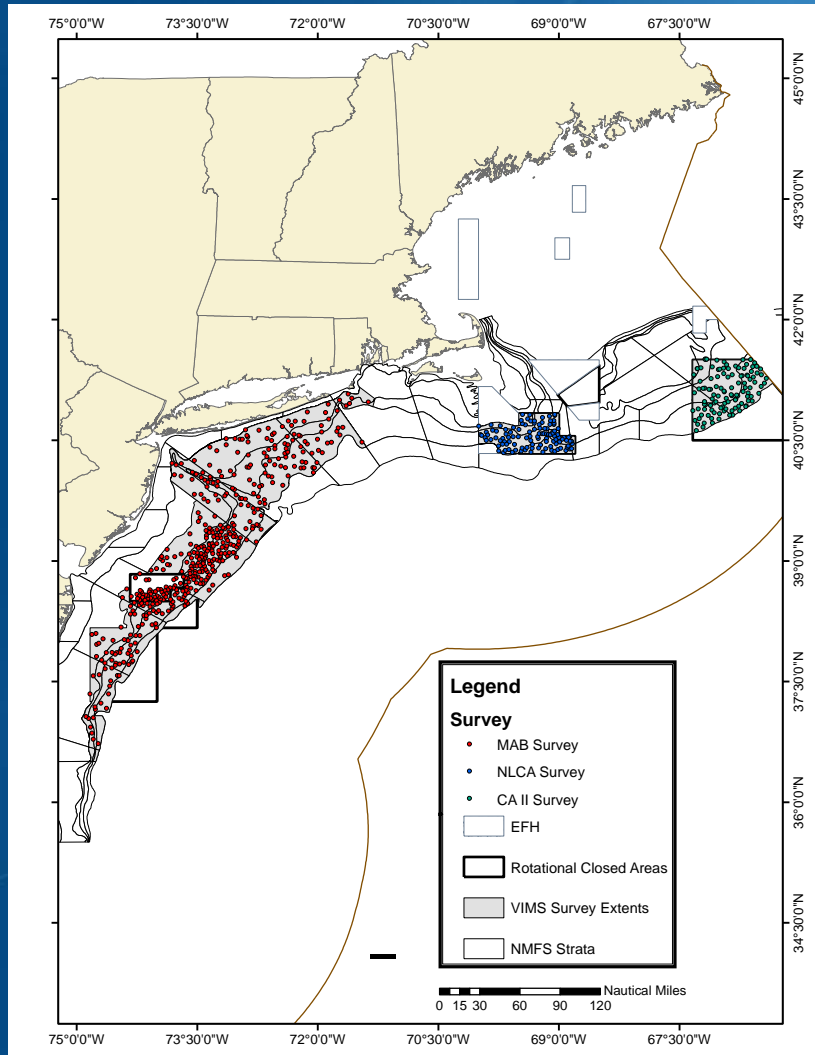 75°0'0"W 73°30'0"W 72°0'0"W 70°30'0"W 69°0'0"W 67°30'0"W
45°0'0"N
43°30'0"N
42°0'0"N
40°30'0"N
39°0'0"N
37°30'0"N
36°0'0"N
34°30'0"N
Legend
Survey
MAB Survey
NLCA Survey
CA II Survey
EFH
Rotational Closed Areas
VIMS Survey Extents
NMFS Strata
Nautical Miles
0 15 30 60 90 120
75°0'0"W 73°30'0"W 72°0'0"W 70°30'0"W 69°0'0"W 67°30'0"W